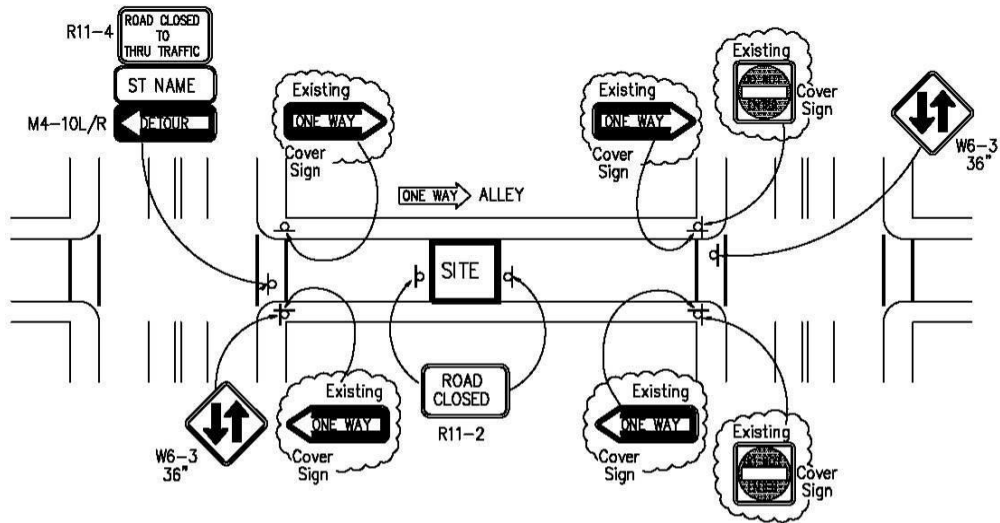 R11-4
ROAD CLOSED
TO
THRU TRAFFIC
ST NAME
M4-10L/R
DETOUR
Existing
ONE WAY
Cover
Sign
Existing
ONE WAY
Cover
Sign
Existing
ENTER
Cover
Sign
W6-3
36"
ONE WAY
ALLEY
SITE
ROAD
CLOSED
R11-2
W6-3
36"
Existing
ONE WAY
Cover
Sign
Existing
ONE WAY
Cover
Sign
Existing
ENTER
Cover
Sign